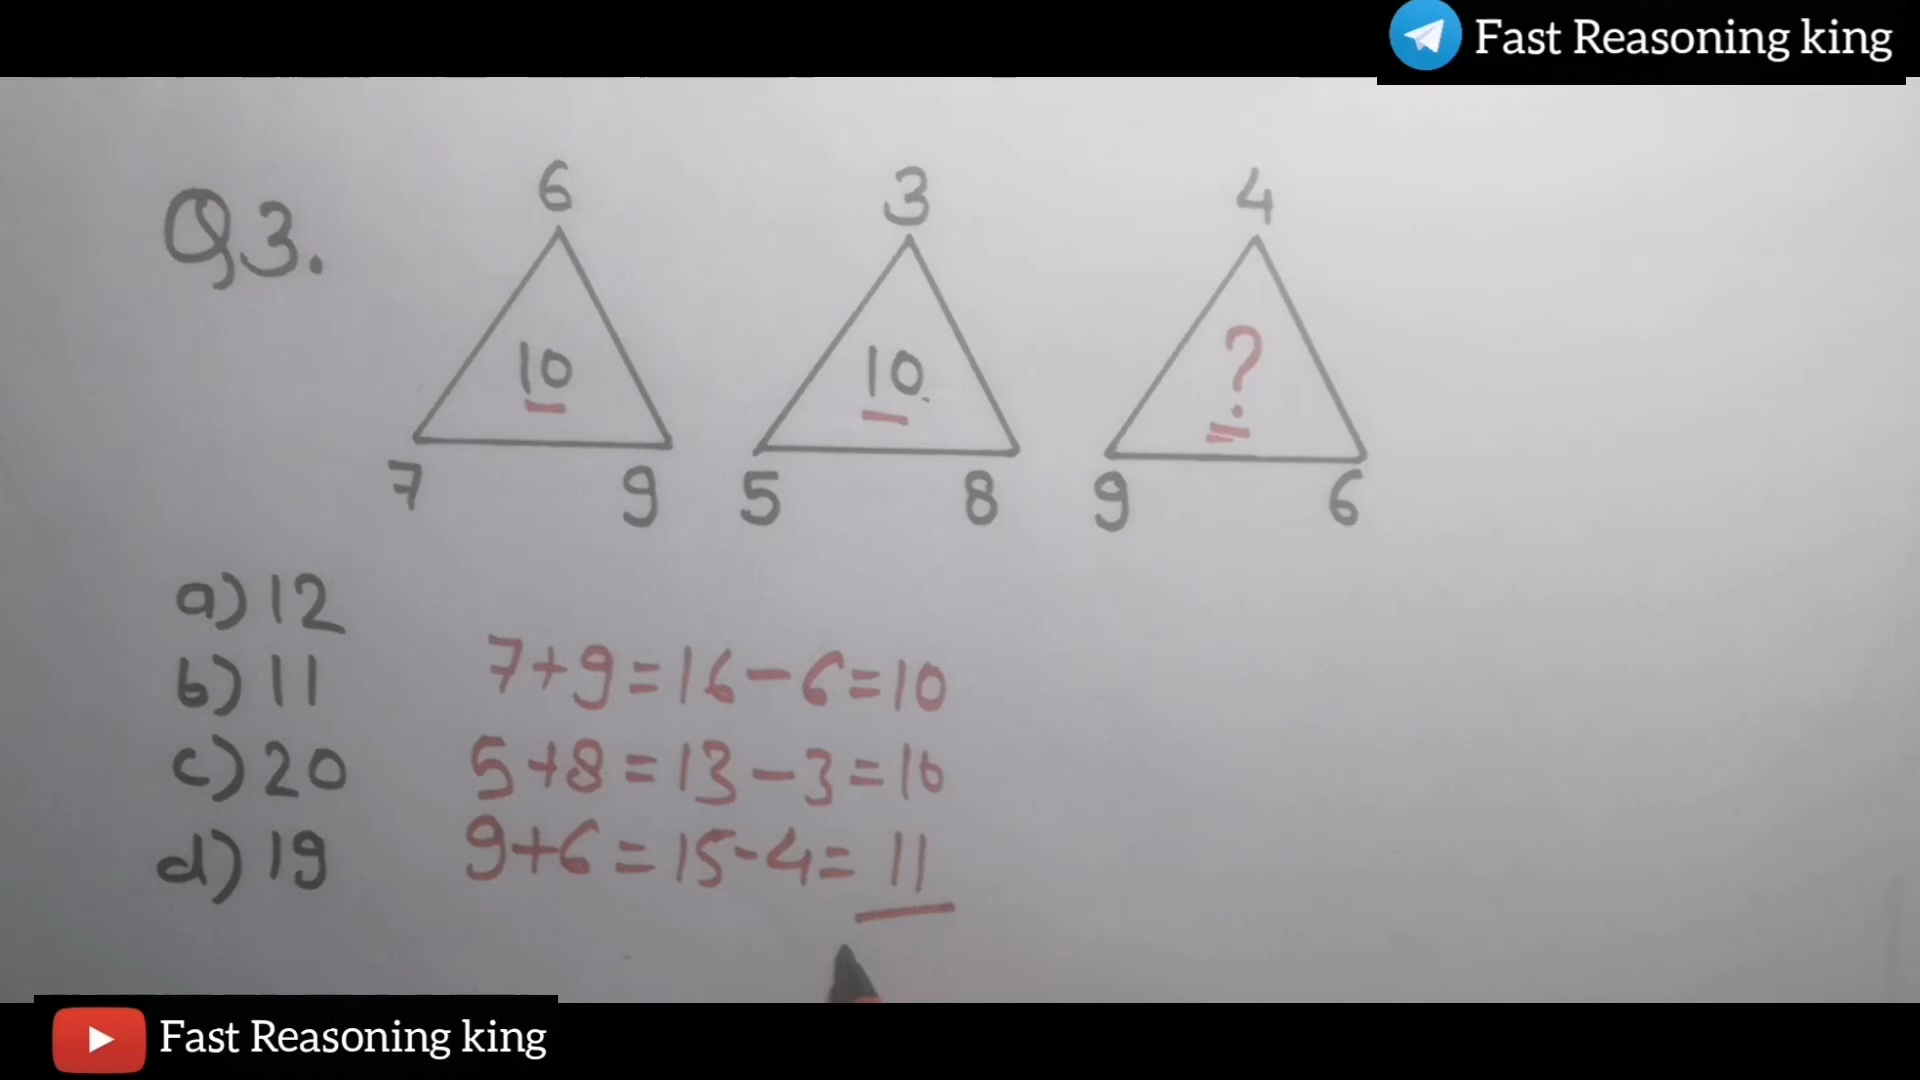 Fast Reasoning king
Q3.
6 3 4
10 10 ?
7 9 5 8 9 6
a) 12
b) 11
c) 20
d) 19
7+9=16-6=10
5+8=13-3=10
9+6=15-4=11
Fast Reasoning king